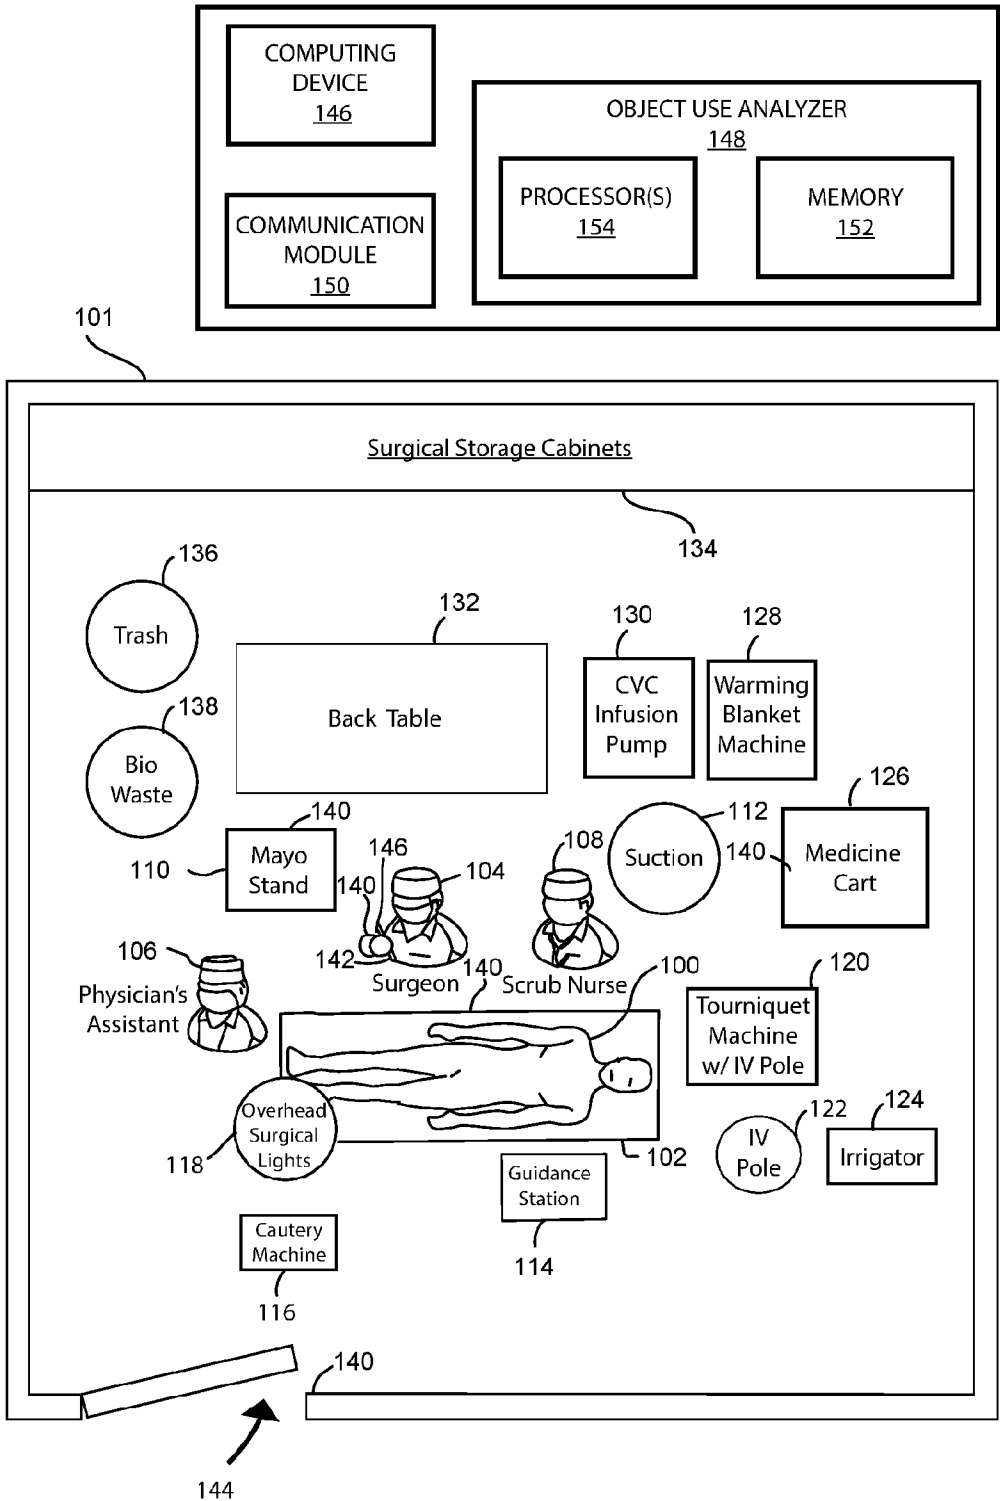 COMPUTING
DEVICE
146
OBJECT USE ANALYZER
148
PROCESSOR(S)
154
MEMORY
152
COMMUNICATION
MODULE
150
101
Surgical Storage Cabinets
134
136
Trash
138
Bio
Waste
132
Back Table
130
CVC
Infusion
Pump
128
Warming
Blanket
Machine
126
140
Medicine
Cart
112
Suction
140
110
Mayo
Stand
146
140
104
142
Surgeon
108
Scrub Nurse
106
Physician's
Assistant
140
100
120
Tourniquet
Machine
w/ IV Pole
118
Overhead
Surgical
Lights
102
122
IV
Pole
124
Irrigator
Guidance
Station
114
Cautery
Machine
116
140
144